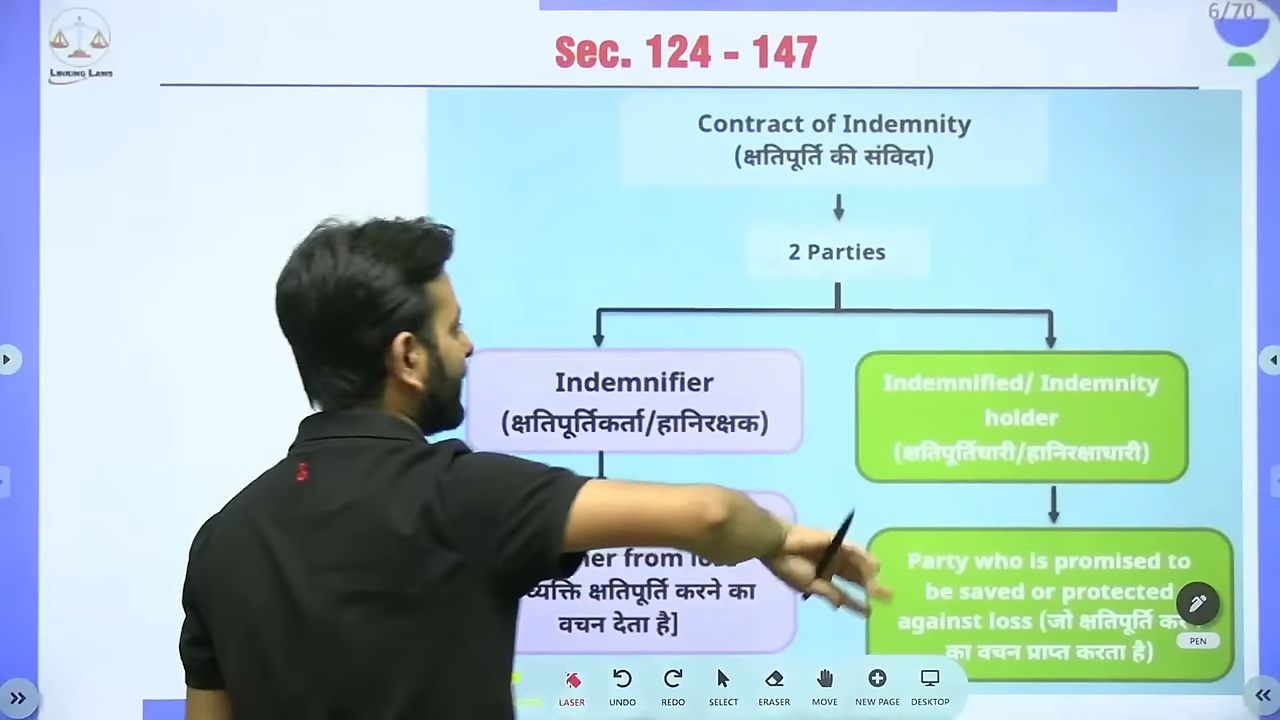 6/70
LINKING LAWS
Sec. 124 - 147
Contract of Indemnity
(क्षतिपूर्ति की संविदा)
2 Parties
Indemnifier
(क्षतिपूर्तिकर्ता/हानिरक्षक)
from
व्यक्ति क्षतिपूर्ति करने का
वचन देता है]
Indemnified/ Indemnity
holder
(क्षतिपूर्तिधारी/हानिरक्षाधारी)
Party who is promised to
be saved or protected
against loss (जो क्षतिपूर्ति
का वचन प्राप्त करता है)
PEN
LASER
UNDO
REDO
SELECT
ERASER
MOVE
NEW PAGE
DESKTOP